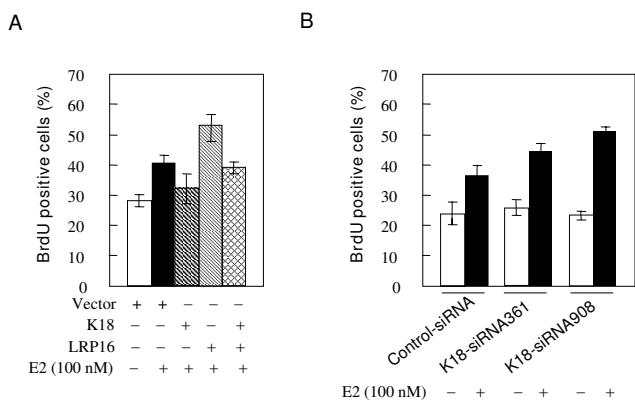 A
BrdU positive cells (%)
70
60
50
40
30
20
10
0
Vector + + – – –
K18 – – + – +
LRP16 – – – + +
E2 (100 nM) – + + + +
B
BrdU positive cells (%)
70
60
50
40
30
20
10
0
Control-siRNA
K18-siRNA361
K18-siRNA908
E2 (100 nM) – + – + – +